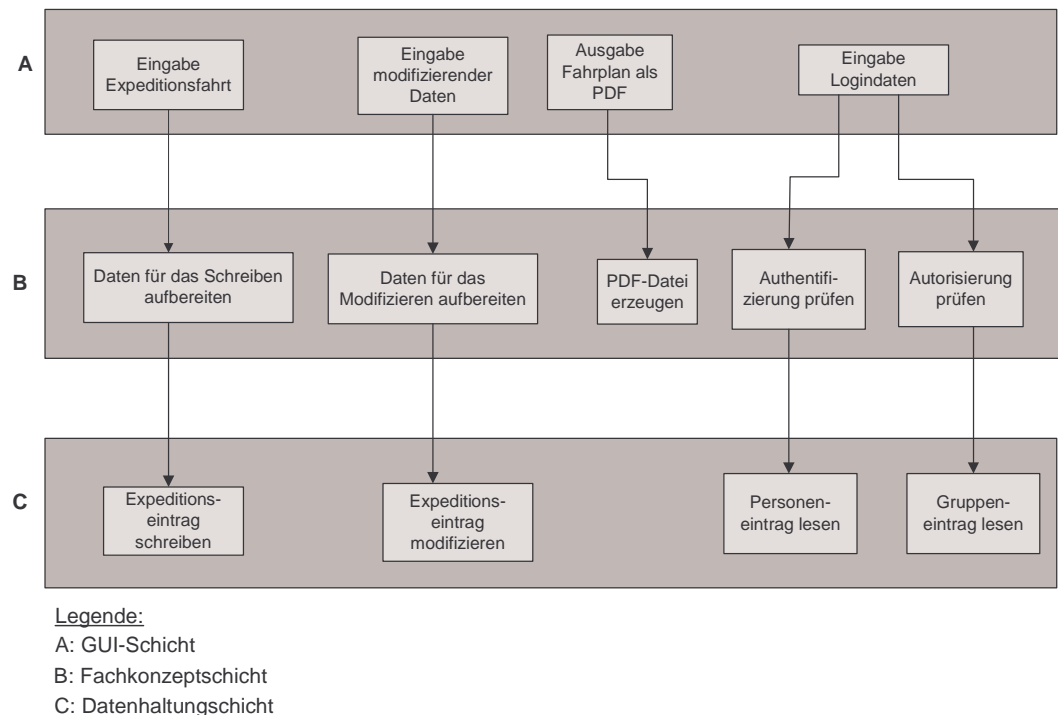 A
Eingabe
Expeditionsfahrt
Eingabe
modifizierender
Daten
Ausgabe
Fahrplan als
PDF
Eingabe
Logindaten
B
Daten für das Schreiben
aufbereiten
Daten für das
Modifizieren aufbereiten
PDF-Datei
erzeugen
Authentifi-
zierung prüfen
Autorisierung
prüfen
C
Expeditions-
eintrag
schreiben
Expeditions-
eintrag
modifizieren
Personen-
eintrag lesen
Gruppen-
eintrag lesen
Legende:
A: GUI-Schicht
B: Fachkonzeptschicht
C: Datenhaltungschicht